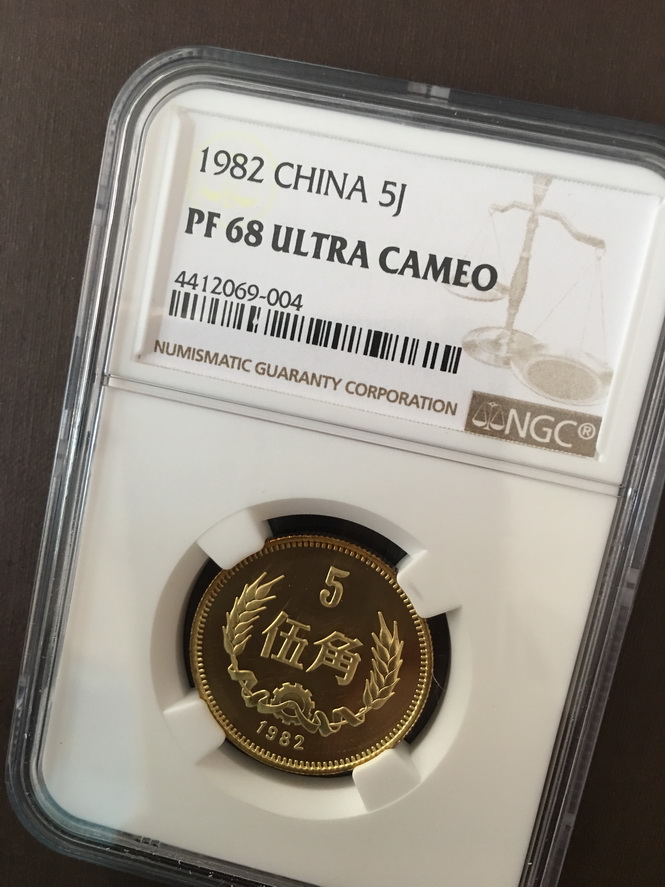 1982 CHINA 5J
PF 68 ULTRA CAMEO
4412069-004
NUMISMATIC GUARANTY CORPORATION
NGC®
5
伍角
1982